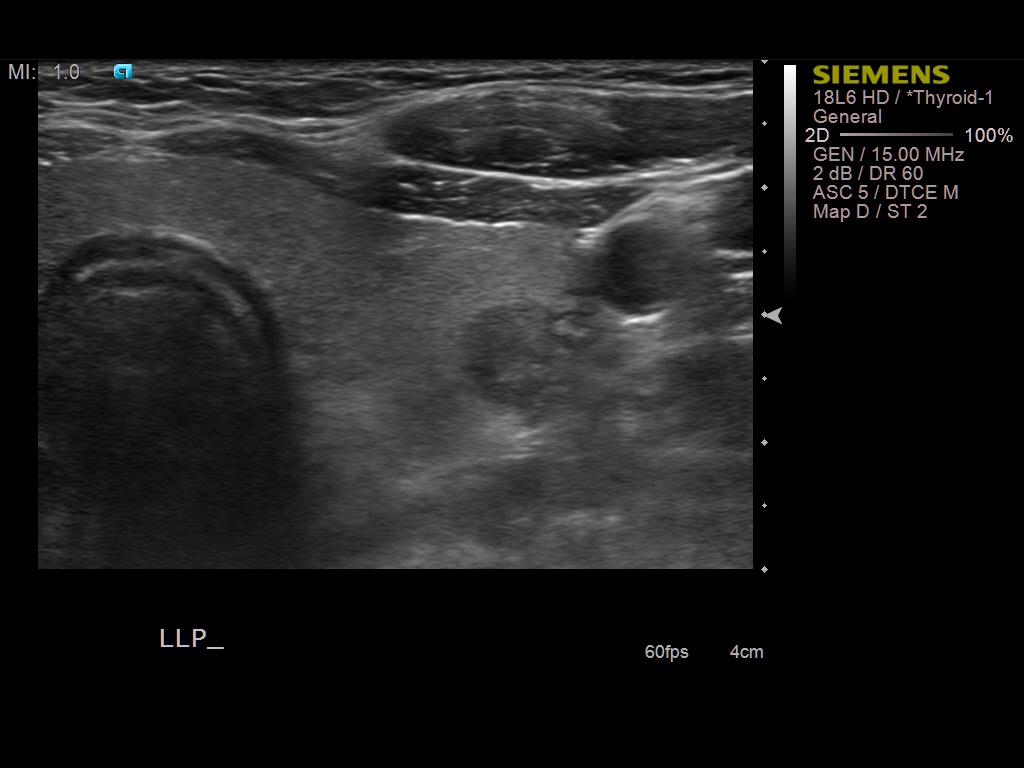 MI: 1.0
SIEMENS
18L6 HD / *Thyroid-1
General
2D 100%
GEN / 15.00 MHz
2 dB / DR 60
ASC 5 / DTCE M
Map D / ST 2
LLP_
60fps 4cm